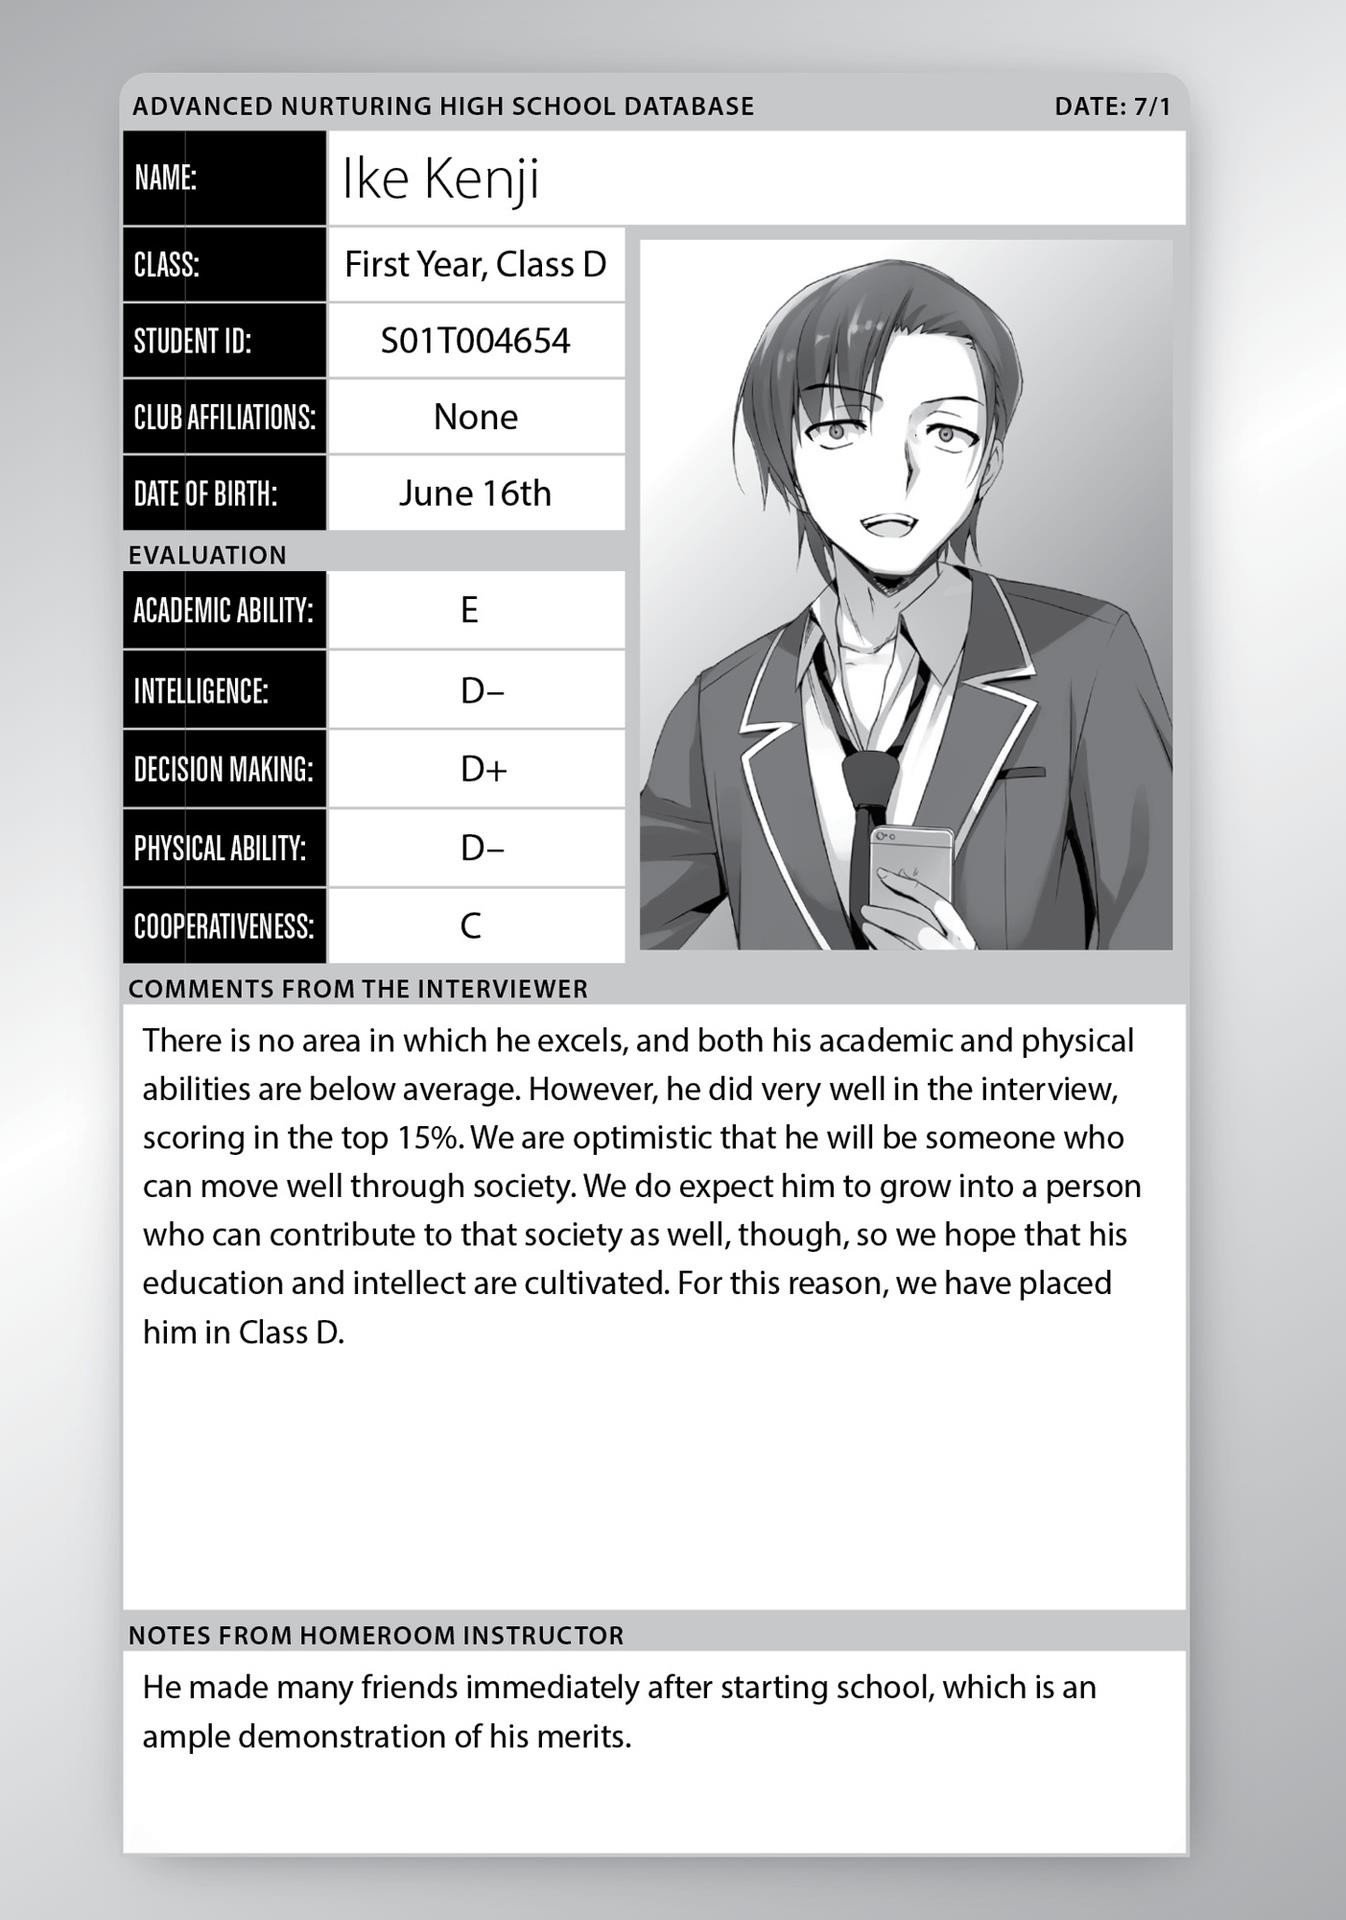 ADVANCED NURTURING HIGH SCHOOL DATABASE DATE: 7/1
NAME: Ike Kenji
CLASS: First Year, Class D
STUDENT ID: S01T004654
CLUB AFFILIATIONS: None
DATE OF BIRTH: June 16th
EVALUATION
ACADEMIC ABILITY: E
INTELLIGENCE: D–
DECISION MAKING: D+
PHYSICAL ABILITY: D–
COOPERATIVENESS: C
COMMENTS FROM THE INTERVIEWER
There is no area in which he excels, and both his academic and physical
abilities are below average. However, he did very well in the interview,
scoring in the top 15%. We are optimistic that he will be someone who
can move well through society. We do expect him to grow into a person
who can contribute to that society as well, though, so we hope that his
education and intellect are cultivated. For this reason, we have placed
him in Class D.
NOTES FROM HOMEROOM INSTRUCTOR
He made many friends immediately after starting school, which is an
ample demonstration of his merits.